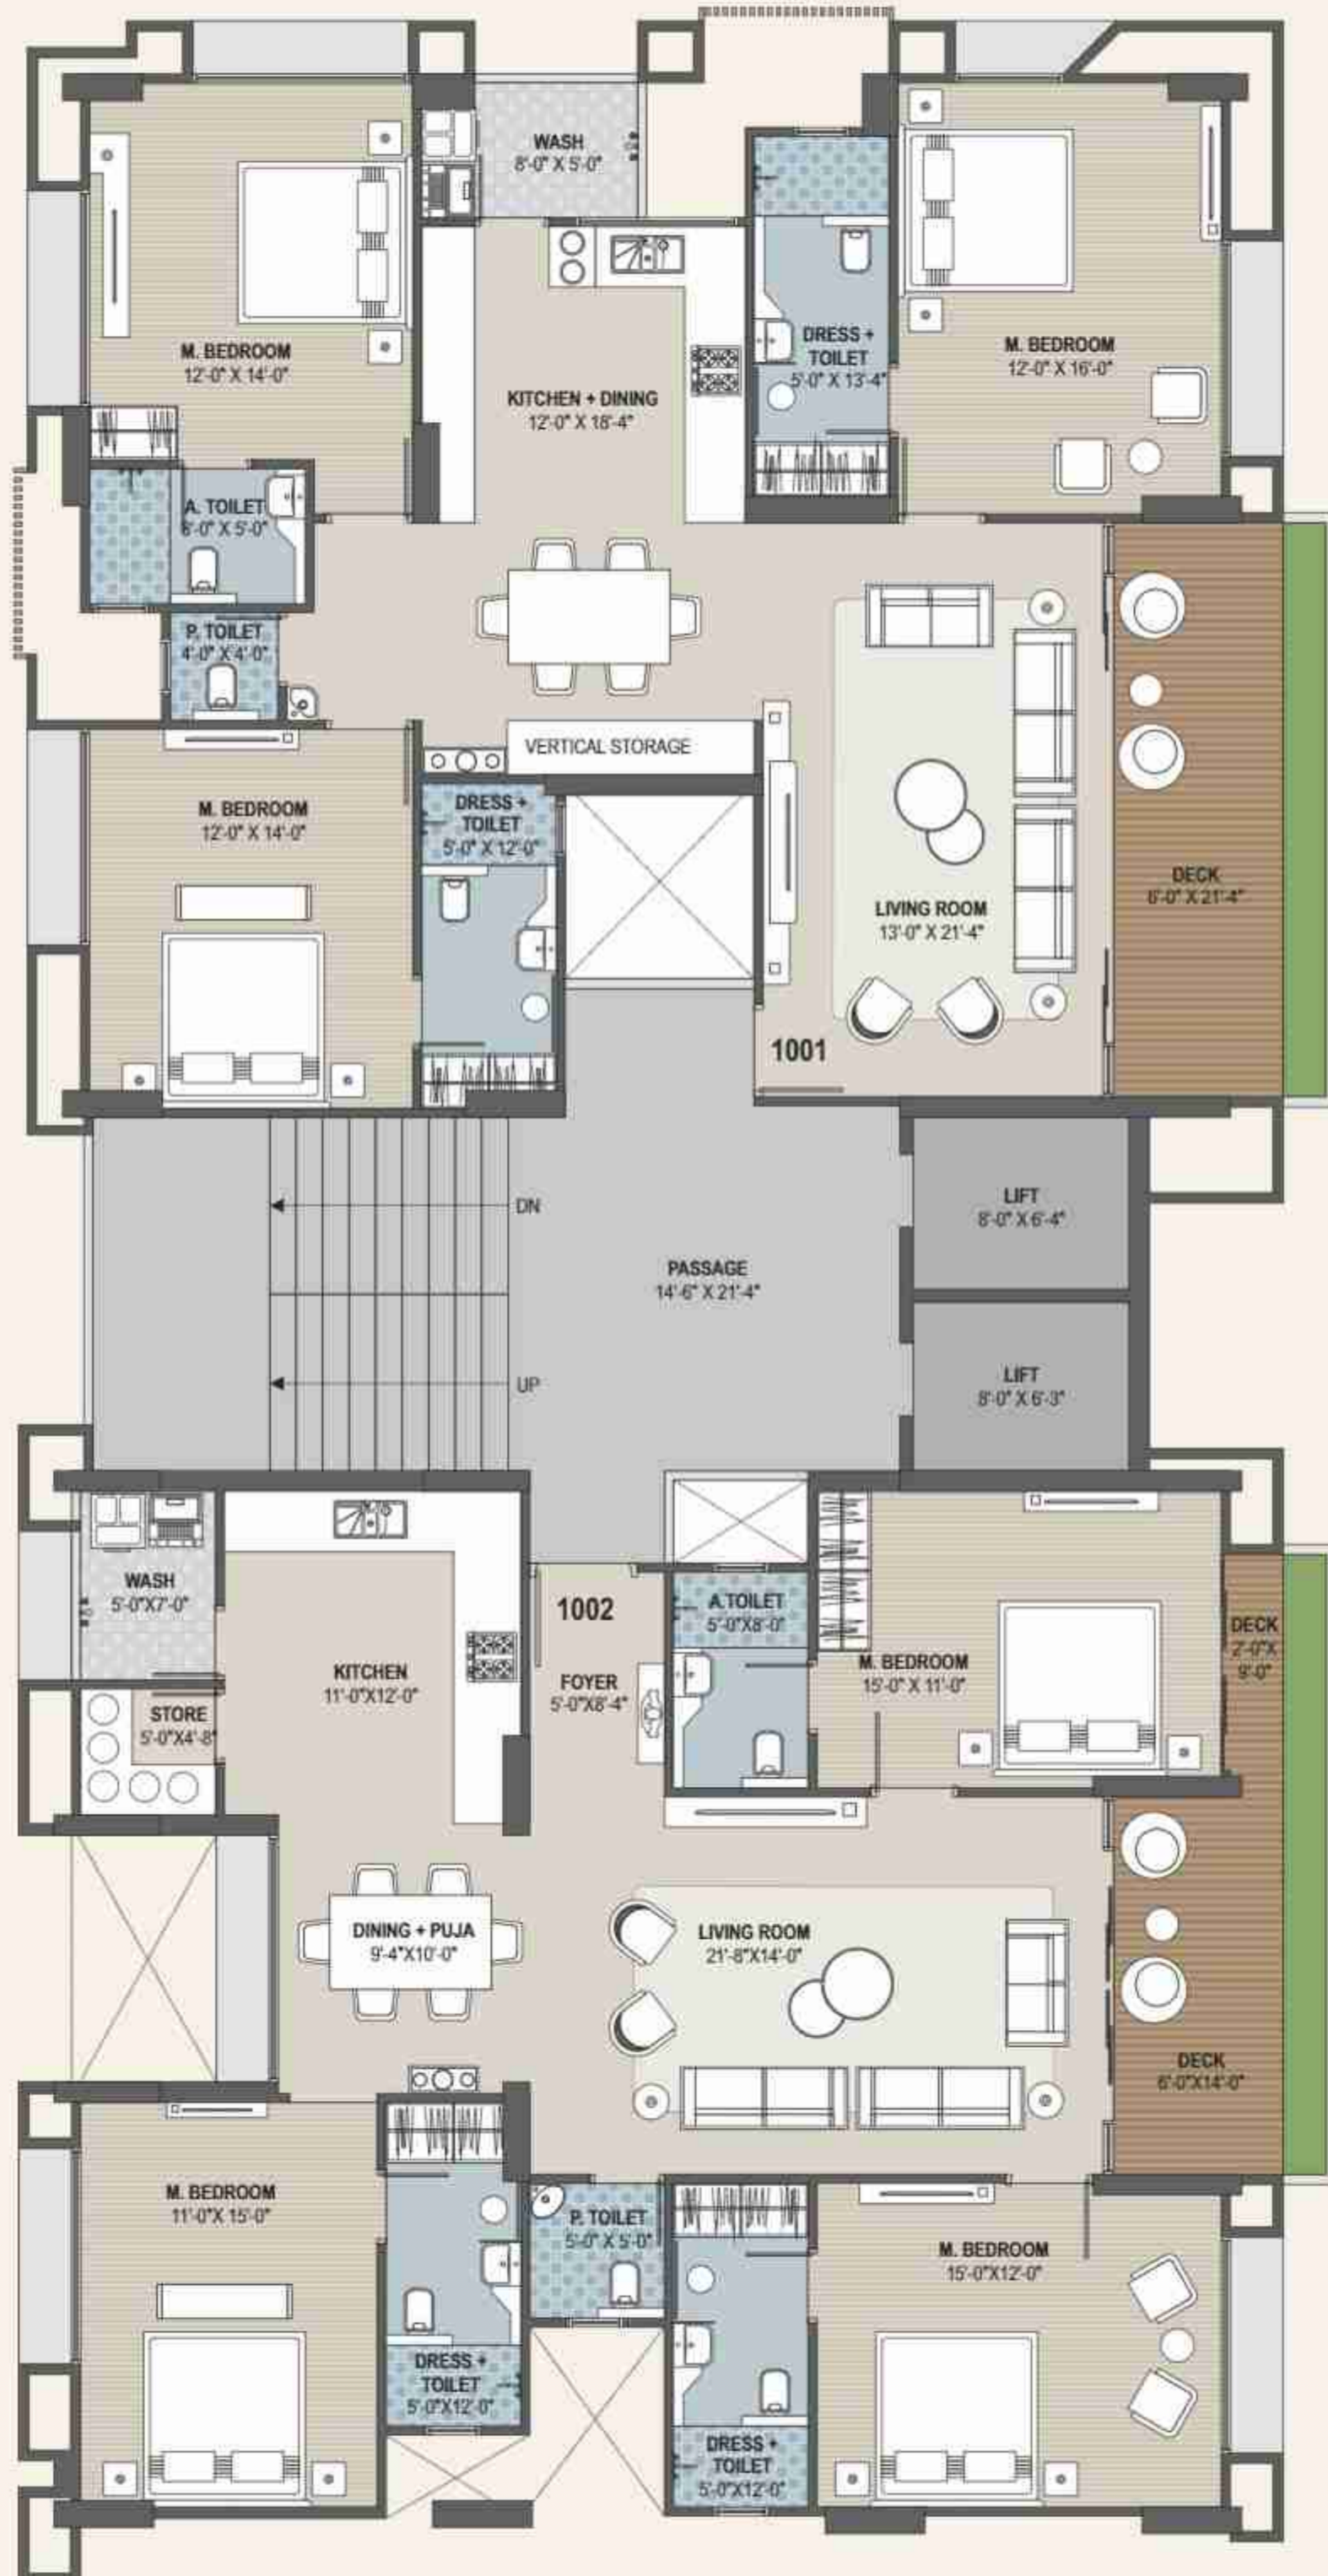 WASH
8'-0" X 5'-0"
M. BEDROOM
12'-0" X 14'-0"
KITCHEN + DINING
12'-0" X 18'-4"
DRESS +
TOILET
5'-0" X 13'-4"
M. BEDROOM
12'-0" X 16'-0"
A. TOILET
8'-0" X 5'-0"
P. TOILET
4'-0" X 4'-0"
VERTICAL STORAGE
M. BEDROOM
12'-0" X 14'-0"
DRESS +
TOILET
5'-0" X 12'-0"
LIVING ROOM
13'-0" X 21'-4"
DECK
6'-0" X 21'-4"
1001
DN
LIFT
8'-0" X 6'-4"
PASSAGE
14'-6" X 21'-4"
UP
LIFT
8'-0" X 6'-3"
WASH
5'-0"X7'-0"
1002
A.TOILET
5'-0"X8'-0"
DECK
2'-0"X
9'-0"
KITCHEN
11'-0"X12'-0"
FOYER
5'-0"X8'-4"
M. BEDROOM
15'-0" X 11'-0"
STORE
5'-0"X4'-8"
DINING + PUJA
9'-4"X10'-0"
LIVING ROOM
21'-8"X14'-0"
DECK
6'-0"X14'-0"
M. BEDROOM
11'-0"X 15'-0"
P. TOILET
5'-0" X 5'-0"
M. BEDROOM
15'-0"X12'-0"
DRESS +
TOILET
5'-0"X12'-0"
DRESS +
TOILET
5'-0"X12'-0"